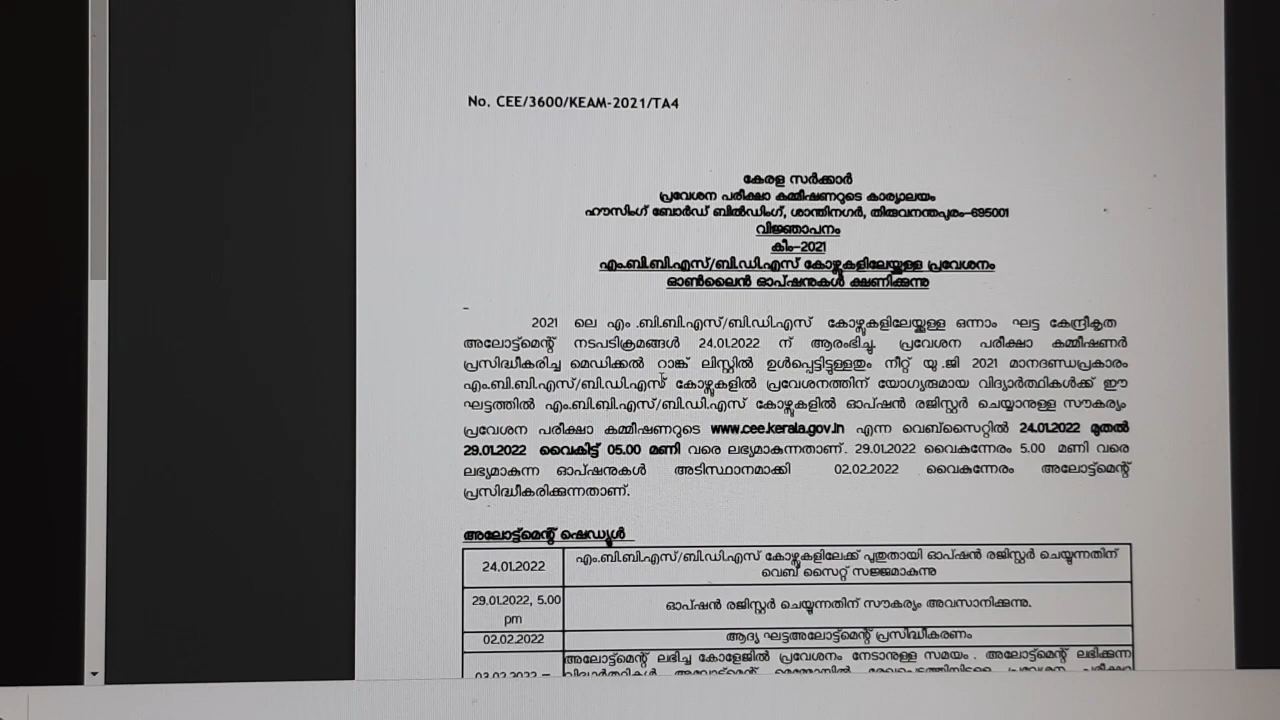 No. CEE/3600/KEAM-2021/TA4
കേരള സർക്കാർ
പ്രവേശന പരീക്ഷാ കമ്മീഷണറുടെ കാര്യാലയം
ഹൗസിംഗ് ബോർഡ് ബിൽഡിംഗ്, ശാന്തിനഗർ, തിരുവനന്തപുരം-695001
വിജ്ഞാപനം
കീം-2021
എം.ബി.ബി.എസ്/ബി.ഡി.എസ് കോഴ്സുകളിലേയ്ക്കുള്ള പ്രവേശനം
ഓൺലൈൻ ഓപ്ഷനുകൾ ക്ഷണിക്കുന്നു
2021 ലെ എം .ബി.ബി.എസ്/ബി.ഡി.എസ് കോഴ്സുകളിലേയ്ക്കുള്ള ഒന്നാം ഘട്ട കേന്ദ്രീകൃത
അലോട്ട്മെന്റ് നടപടിക്രമങ്ങൾ 24.01.2022 ന് ആരംഭിച്ചു. പ്രവേശന പരീക്ഷാ കമ്മീഷണർ
പ്രസിദ്ധീകരിച്ച മെഡിക്കൽ റാങ്ക് ലിസ്റ്റിൽ ഉൾപ്പെട്ടിട്ടുള്ളതും നീറ്റ് യു .ജി 2021 മാനദണ്ഡപ്രകാരം
എം.ബി.ബി.എസ്/ബി.ഡി.എസ് കോഴ്സുകളിൽ പ്രവേശനത്തിന് യോഗ്യരുമായ വിദ്യാർത്ഥികൾക്ക് ഈ
ഘട്ടത്തിൽ എം.ബി.ബി.എസ്/ബി.ഡി.എസ് കോഴ്സുകളിൽ ഓപ്ഷൻ രജിസ്റ്റർ ചെയ്യാനുള്ള സൗകര്യം
പ്രവേശന പരീക്ഷാ കമ്മീഷണറുടെ www.cee.kerala.gov.in എന്ന വെബ്സൈറ്റിൽ 24.01.2022 മുതൽ
29.01.2022 വൈകിട്ട് 05.00 മണി വരെ ലഭ്യമാകുന്നതാണ്. 29.01.2022 വൈകുന്നേരം 5.00 മണി വരെ
ലഭ്യമാകുന്ന ഓപ്ഷനുകൾ അടിസ്ഥാനമാക്കി 02.02.2022 വൈകുന്നേരം അലോട്ട്മെന്റ്
പ്രസിദ്ധീകരിക്കുന്നതാണ്.
അലോട്ട്മെന്റ് ഷെഡ്യൂൾ
24.01.2022 എം.ബി.ബി.എസ്/ബി.ഡി.എസ് കോഴ്സുകളിലേക്ക് പുതുതായി ഓപ്ഷൻ രജിസ്റ്റർ ചെയ്യുന്നതിന്
വെബ് സൈറ്റ് സജ്ജമാകുന്നു
29.01.2022, 5.00
pm ഓപ്ഷൻ രജിസ്റ്റർ ചെയ്യുന്നതിന് സൗകര്യം അവസാനിക്കുന്നു.
02.02.2022 ആദ്യ ഘട്ടഅലോട്ട്മെന്റ് പ്രസിദ്ധീകരണം
അലോട്ട്മെന്റ് ലഭിച്ച കോളേജിൽ പ്രവേശനം നേടാനുള്ള സമയം . അലോട്ട്മെന്റ് ലഭിക്കുന്ന
03.02.2022 –